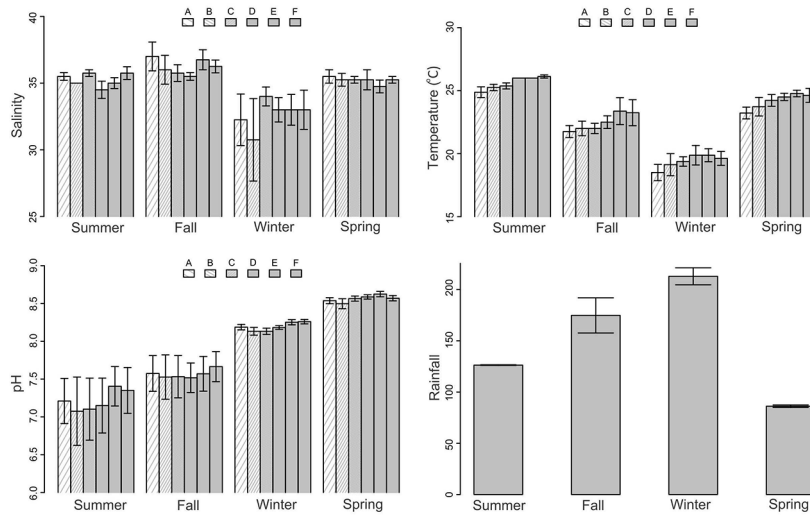 A B C D E F
40
35
30
25
Salinity
Summer Fall Winter Spring
A B C D E F
30
25
20
15
Temperature (°C)
Summer Fall Winter Spring
A B C D E F
9.0
8.5
8.0
7.5
7.0
6.5
6.0
pH
Summer Fall Winter Spring
200
150
100
50
0
Rainfall
Summer Fall Winter Spring